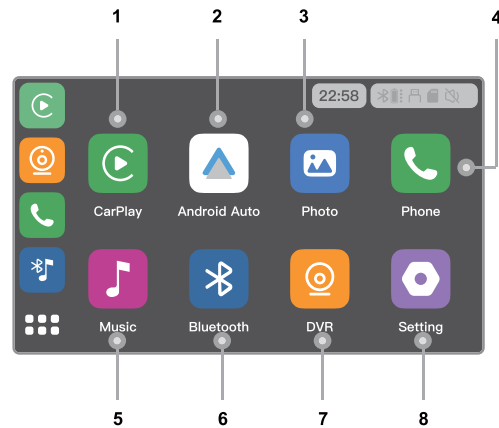 1 2 3 4
22:58
CarPlay Android Auto Photo Phone
Music Bluetooth DVR Setting
5 6 7 8